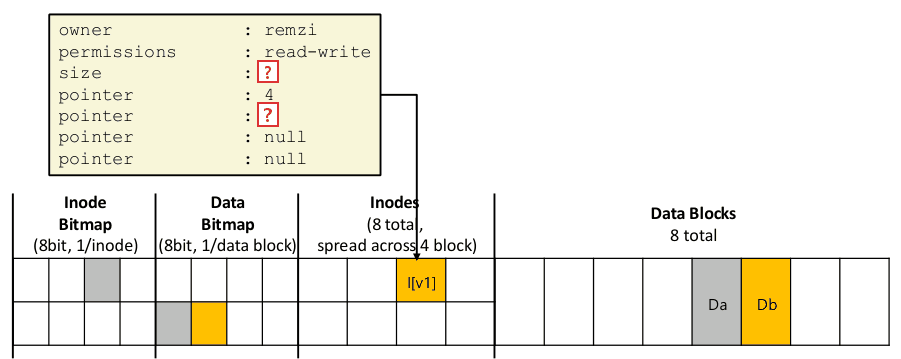 owner : remzi
permissions : read-write
size : ?
pointer : 4
pointer : ?
pointer : null
pointer : null
Inode
Bitmap
(8bit, 1/inode)
Data
Bitmap
(8bit, 1/data block)
Inodes
(8 total,
spread across 4 block)
Data Blocks
8 total
I[v1]
Da
Db